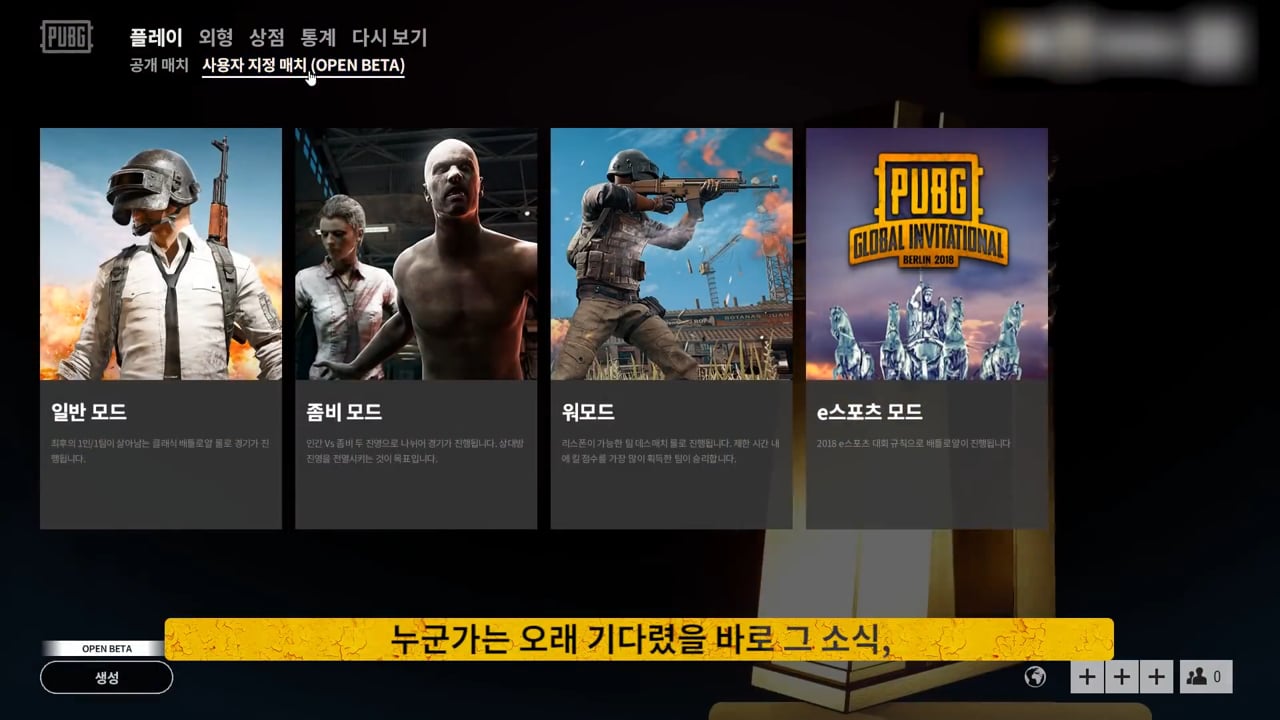 PUBG
플레이 외형 상점 통계 다시 보기
공개 매치 사용자 지정 매치 (OPEN BETA)
PUBG
GLOBAL INVITATIONAL
BERLIN 2018
일반 모드
최후의 1인/1팀이 살아남는 클래식 배틀로얄 룰로 경기가 진
행됩니다.
좀비 모드
인간 Vs 좀비 두 진영으로 나뉘어 경기가 진행됩니다. 상대방
진영을 전멸시키는 것이 목표입니다.
워모드
리스폰이 가능한 팀 데스매치 룰로 진행됩니다. 제한 시간 내
에 킬 점수를 가장 많이 획득한 팀이 승리합니다.
e스포츠 모드
2018 e스포츠 대회 규칙으로 배틀로얄이 진행됩니다
누군가는 오래 기다렸을 바로 그 소식,
OPEN BETA
생성
0